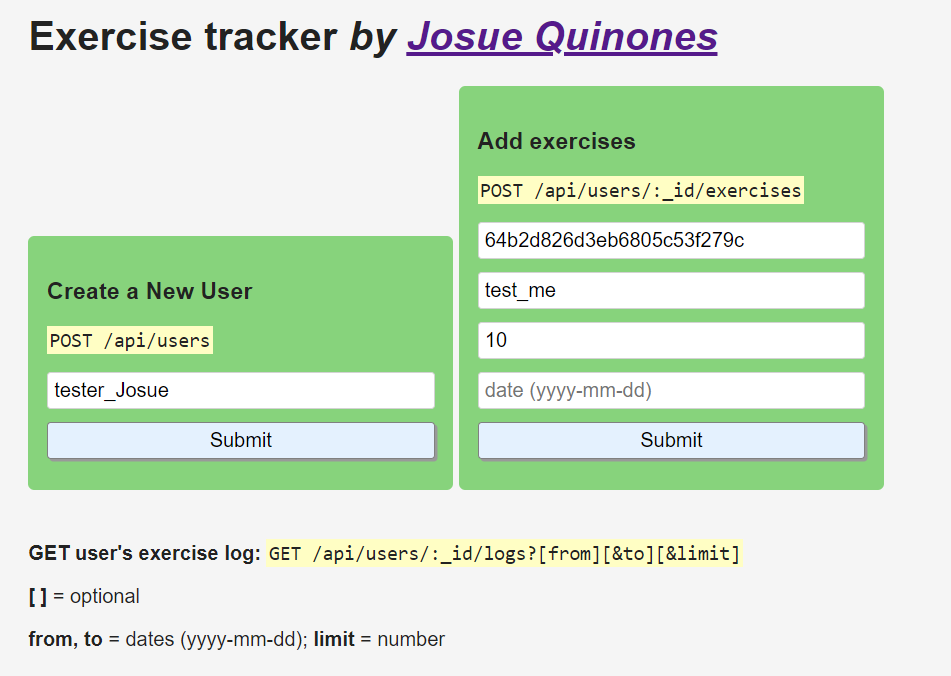 Exercise tracker by Josue Quinones
Create a New User
POST /api/users
tester_Josue
Submit
Add exercises
POST /api/users/:_id/exercises
64b2d826d3eb6805c53f279c
test_me
10
date (yyyy-mm-dd)
Submit
GET user's exercise log: GET /api/users/:_id/logs?[from][&to][&limit]
[ ] = optional
from, to = dates (yyyy-mm-dd); limit = number